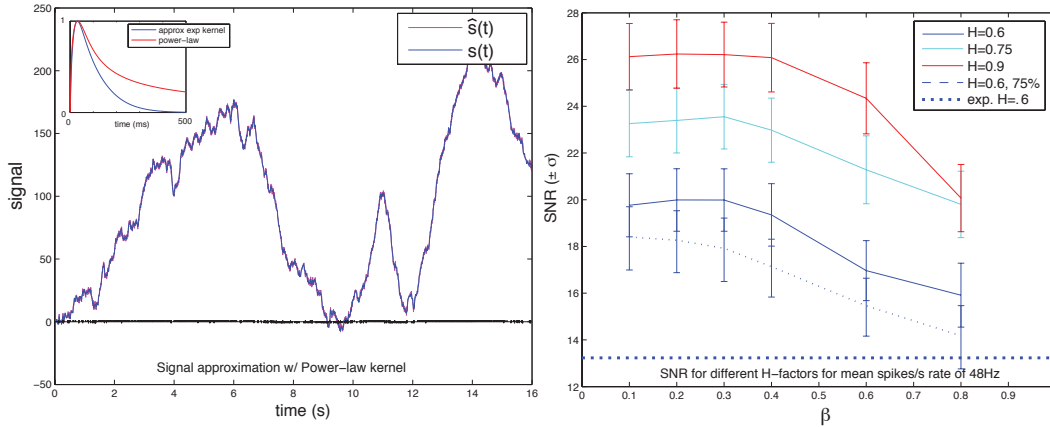 1
approx exp kernel
power−law
0
0
500
time (ms)
ŝ(t)
s(t)
250
200
150
100
50
0
−50
signal
Signal approximation w/ Power−law kernel
0
2
4
6
8
10
12
14
16
time (s)
28
26
24
22
20
18
16
14
12
SNR (± σ)
H=0.6
H=0.75
H=0.9
H=0.6, 75%
exp. H=.6
SNR for different H−factors for mean spikes/s rate of 48Hz
0
0.1
0.2
0.3
0.4
0.5
0.6
0.7
0.8
0.9
β